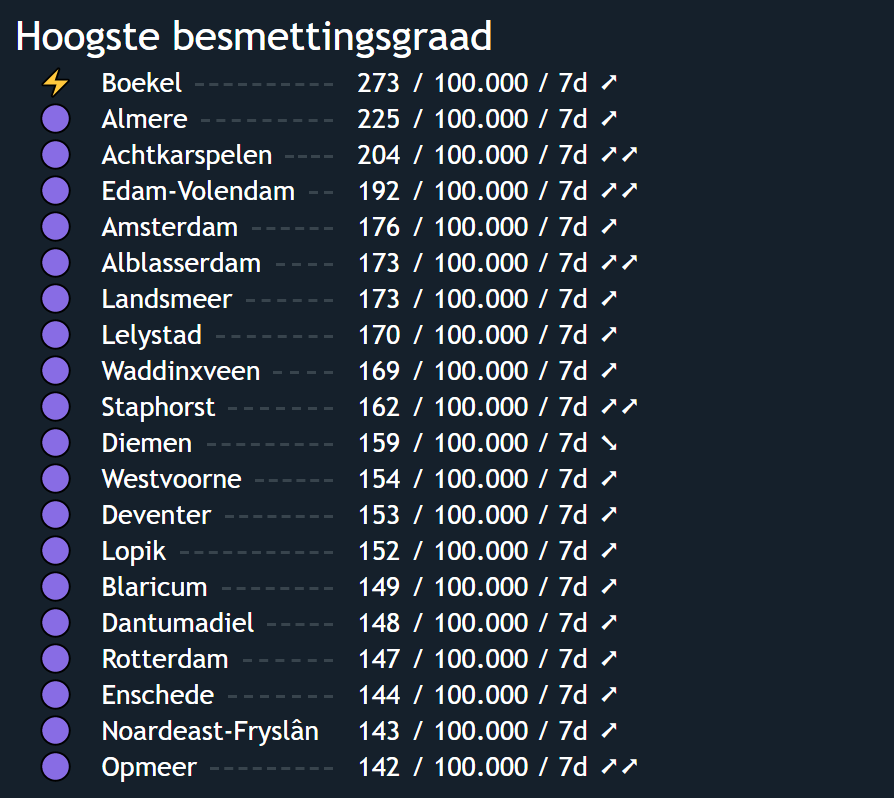 Hoogste besmettingsgraad
⚡ Boekel 273 / 100.000 / 7d ➚
Almere 225 / 100.000 / 7d ➚
Achtkarspelen 204 / 100.000 / 7d ➚➚
Edam-Volendam 192 / 100.000 / 7d ➚➚
Amsterdam 176 / 100.000 / 7d ➚
Alblasserdam 173 / 100.000 / 7d ➚➚
Landsmeer 173 / 100.000 / 7d ➚
Lelystad 170 / 100.000 / 7d ➚
Waddinxveen 169 / 100.000 / 7d ➚
Staphorst 162 / 100.000 / 7d ➚➚
Diemen 159 / 100.000 / 7d ➘
Westvoorne 154 / 100.000 / 7d ➚
Deventer 153 / 100.000 / 7d ➚
Lopik 152 / 100.000 / 7d ➚
Blaricum 149 / 100.000 / 7d ➚
Dantumadiel 148 / 100.000 / 7d ➚
Rotterdam 147 / 100.000 / 7d ➚
Enschede 144 / 100.000 / 7d ➚
Noardeast-Fryslân 143 / 100.000 / 7d ➚
Opmeer 142 / 100.000 / 7d ➚➚